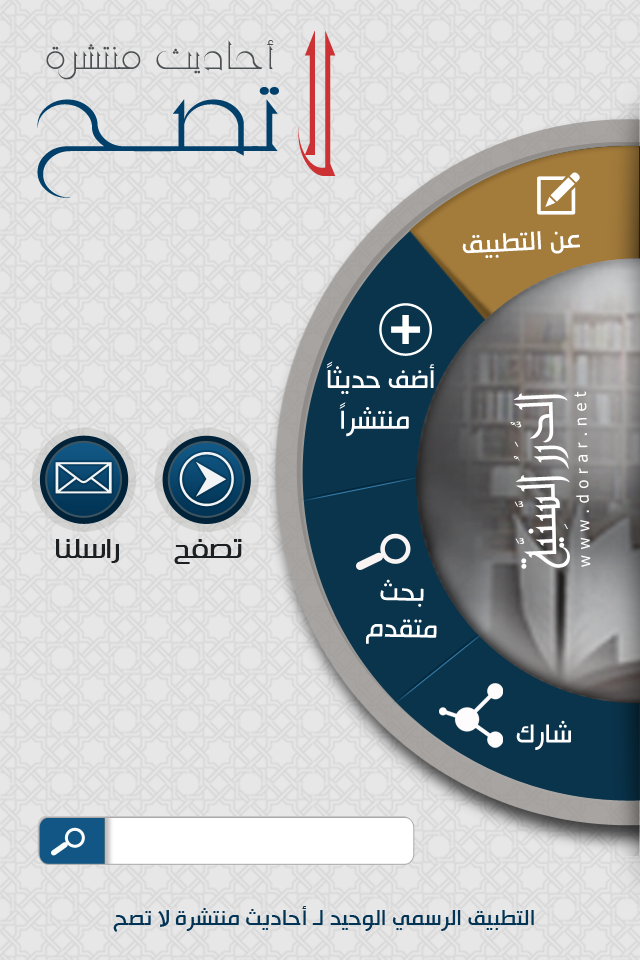 أحاديث منتشرة
لا تصح
عن التطبيق
أضف حديثاً
منتشراً
الدرر السنية
www.dorar.net
تصفح
راسلنا
بحث
متقدم
شارك
التطبيق الرسمي الوحيد لـ أحاديث منتشرة لا تصح